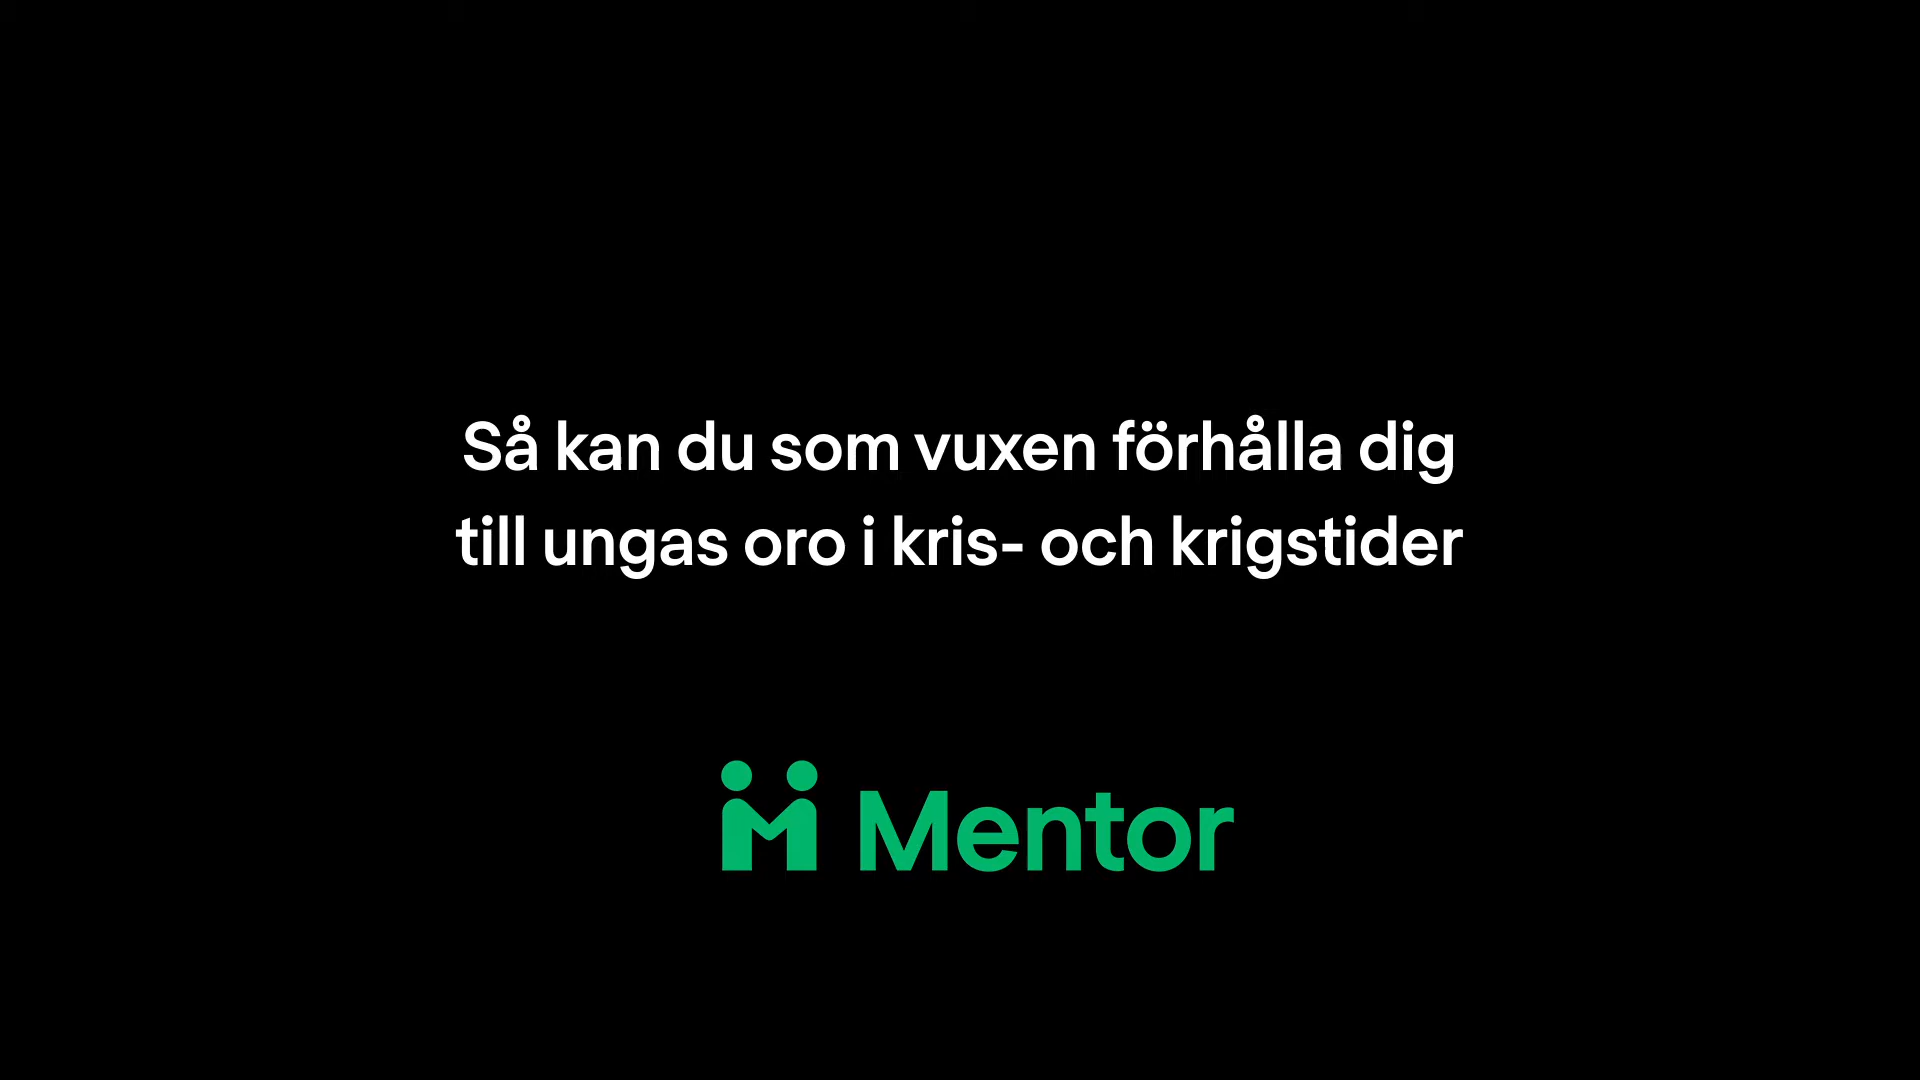 Så kan du som vuxen förhålla dig
till ungas oro i kris- och krigstider
Mentor